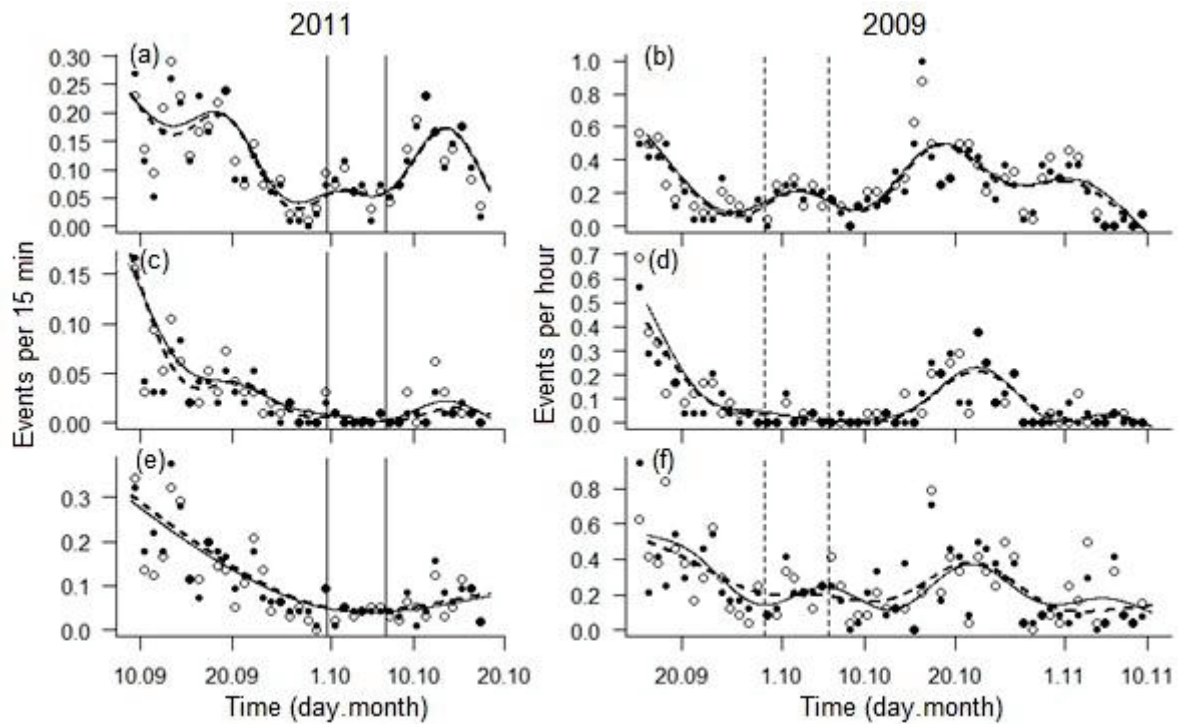 2011 2009
(a) (b)
0.30 0.25 0.20 0.15 0.10 0.05 0.00
1.0 0.8 0.6 0.4 0.2 0.0
(c) (d)
0.15 0.10 0.05 0.00
0.7 0.6 0.5 0.4 0.3 0.2 0.1 0.0
(e) (f)
0.3 0.2 0.1 0.0
0.8 0.6 0.4 0.2 0.0
Events per 15 min
Events per hour
10.09 20.09 1.10 10.10 20.10
20.09 1.10 20.09 10.10 20.10 1.11 10.11
Time (day.month) Time (day.month)